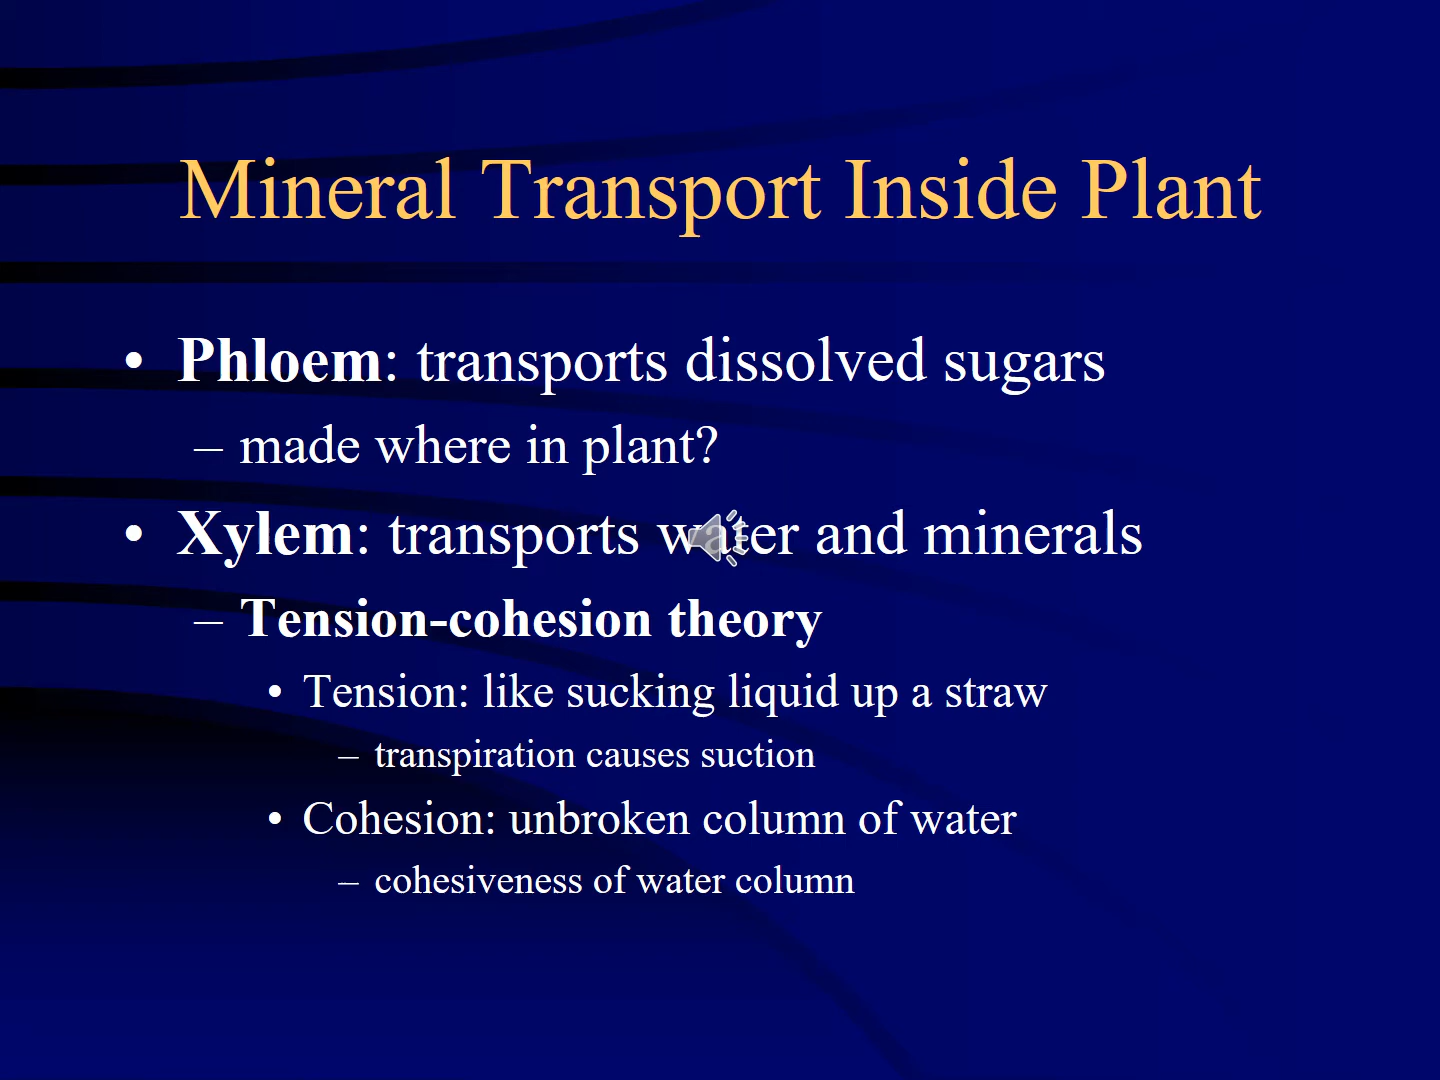 Mineral Transport Inside Plant
• Phloem: transports dissolved sugars
– made where in plant?
• Xylem: transports water and minerals
– Tension-cohesion theory
• Tension: like sucking liquid up a straw
– transpiration causes suction
• Cohesion: unbroken column of water
– cohesiveness of water column